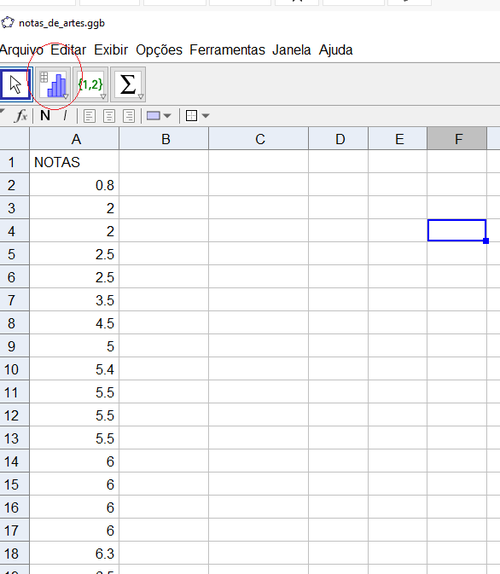 notas_de_artes.ggb
Arquivo Editar Exibir Opções Ferramentas Janela Ajuda
{1,2} Σ
fx N I
A B C D E F
1 NOTAS
2 0.8
3 2
4 2
5 2.5
6 2.5
7 3.5
8 4.5
9 5
10 5.4
11 5.5
12 5.5
13 5.5
14 6
15 6
16 6
17 6
18 6.3